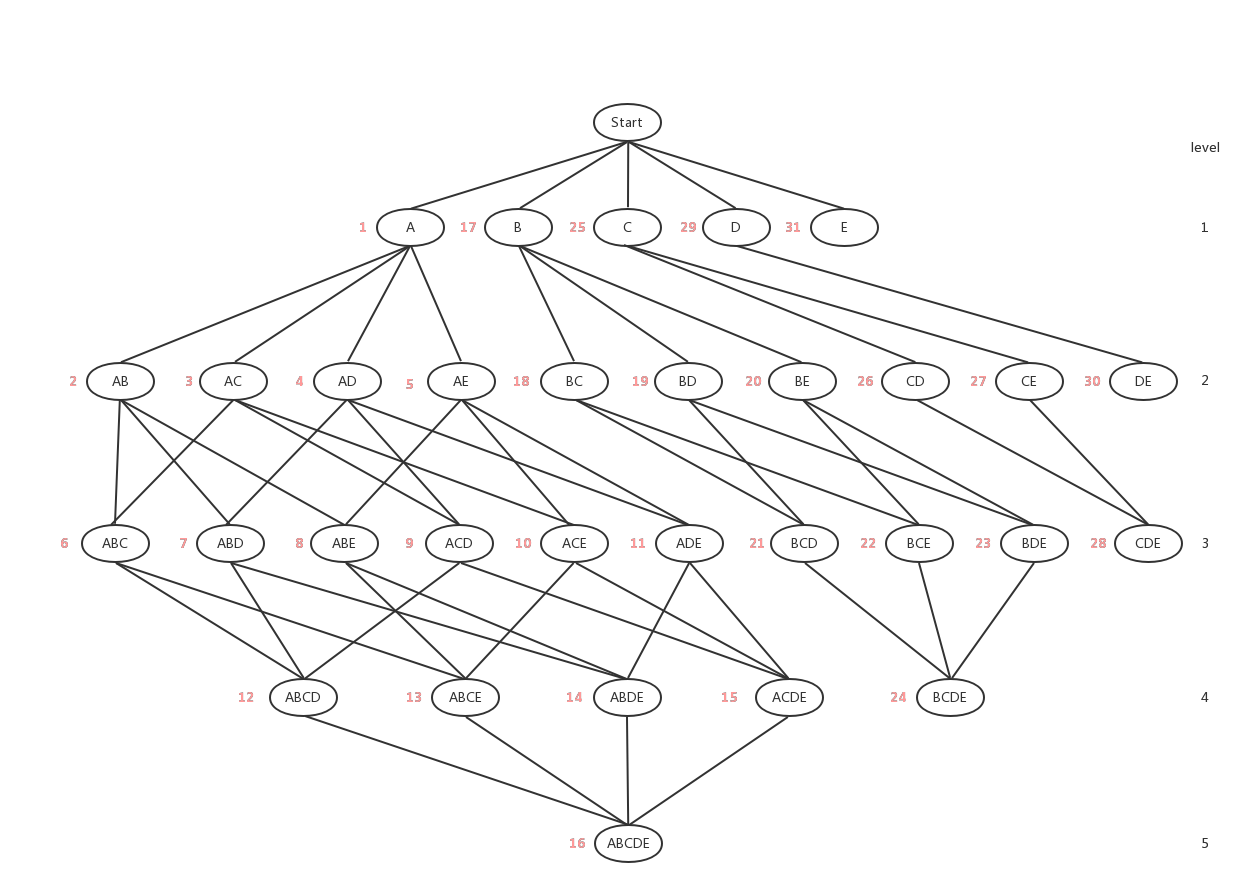 Start
level
1 A 17 B 25 C 29 D 31 E 1
2 AB 3 AC 4 AD 5 AE 18 BC 19 BD 20 BE 26 CD 27 CE 30 DE 2
6 ABC 7 ABD 8 ABE 9 ACD 10 ACE 11 ADE 21 BCD 22 BCE 23 BDE 28 CDE 3
12 ABCD 13 ABCE 14 ABDE 15 ACDE 24 BCDE 4
16 ABCDE 5